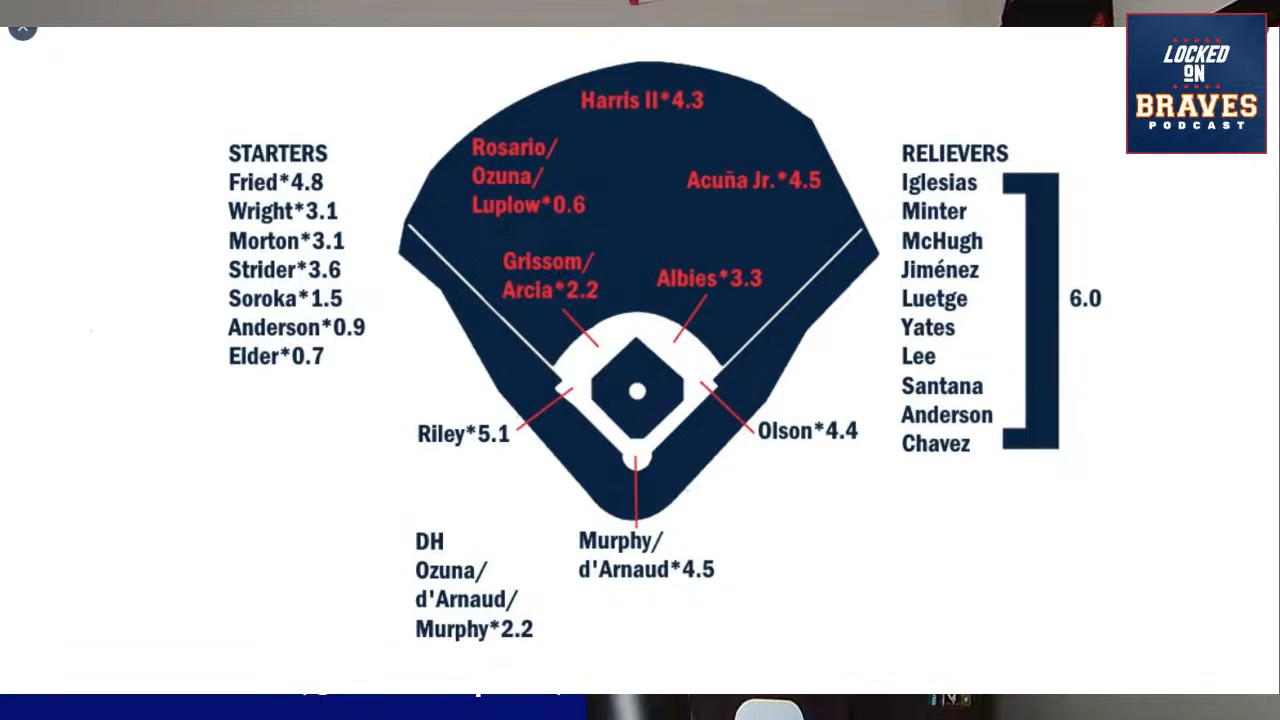 LOCKED
ON
BRAVES
PODCAST
Harris II*4.3
Rosario/
Ozuna/
Luplow*0.6
Acuña Jr.*4.5
Grissom/
Arcia*2.2
Albies*3.3
STARTERS
Fried*4.8
Wright*3.1
Morton*3.1
Strider*3.6
Soroka*1.5
Anderson*0.9
Elder*0.7
RELIEVERS
Iglesias
Minter
McHugh
Jiménez
Luetge
Yates
Lee
Santana
Anderson
Chavez
6.0
Riley*5.1
Olson*4.4
DH
Ozuna/
d'Arnaud/
Murphy*2.2
Murphy/
d'Arnaud*4.5